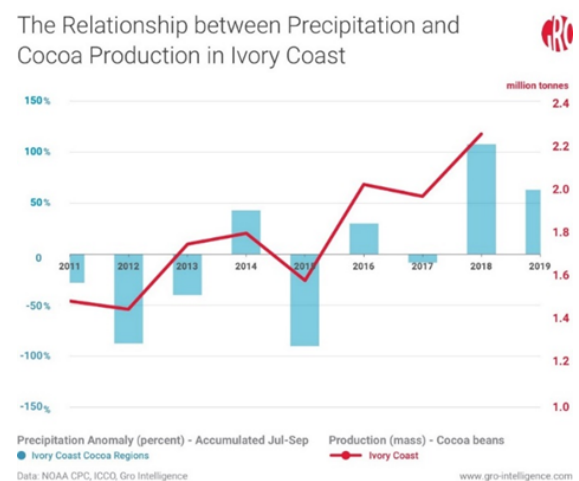 The Relationship between Precipitation and
Cocoa Production in Ivory Coast
GRO
million tonnes
150%
2.4
100%
2.2
50%
2.0
1.8
0
2011 2012 2013 2014 2015 2016 2017 2018 2019
1.6
-50%
1.4
-100%
1.2
-150%
1.0
Precipitation Anomaly (percent) - Accumulated Jul-Sep
Production (mass) - Cocoa beans
Ivory Coast Cocoa Regions
Ivory Coast
Data: NOAA CPC, ICCO, Gro Intelligence
www.gro-intelligence.com